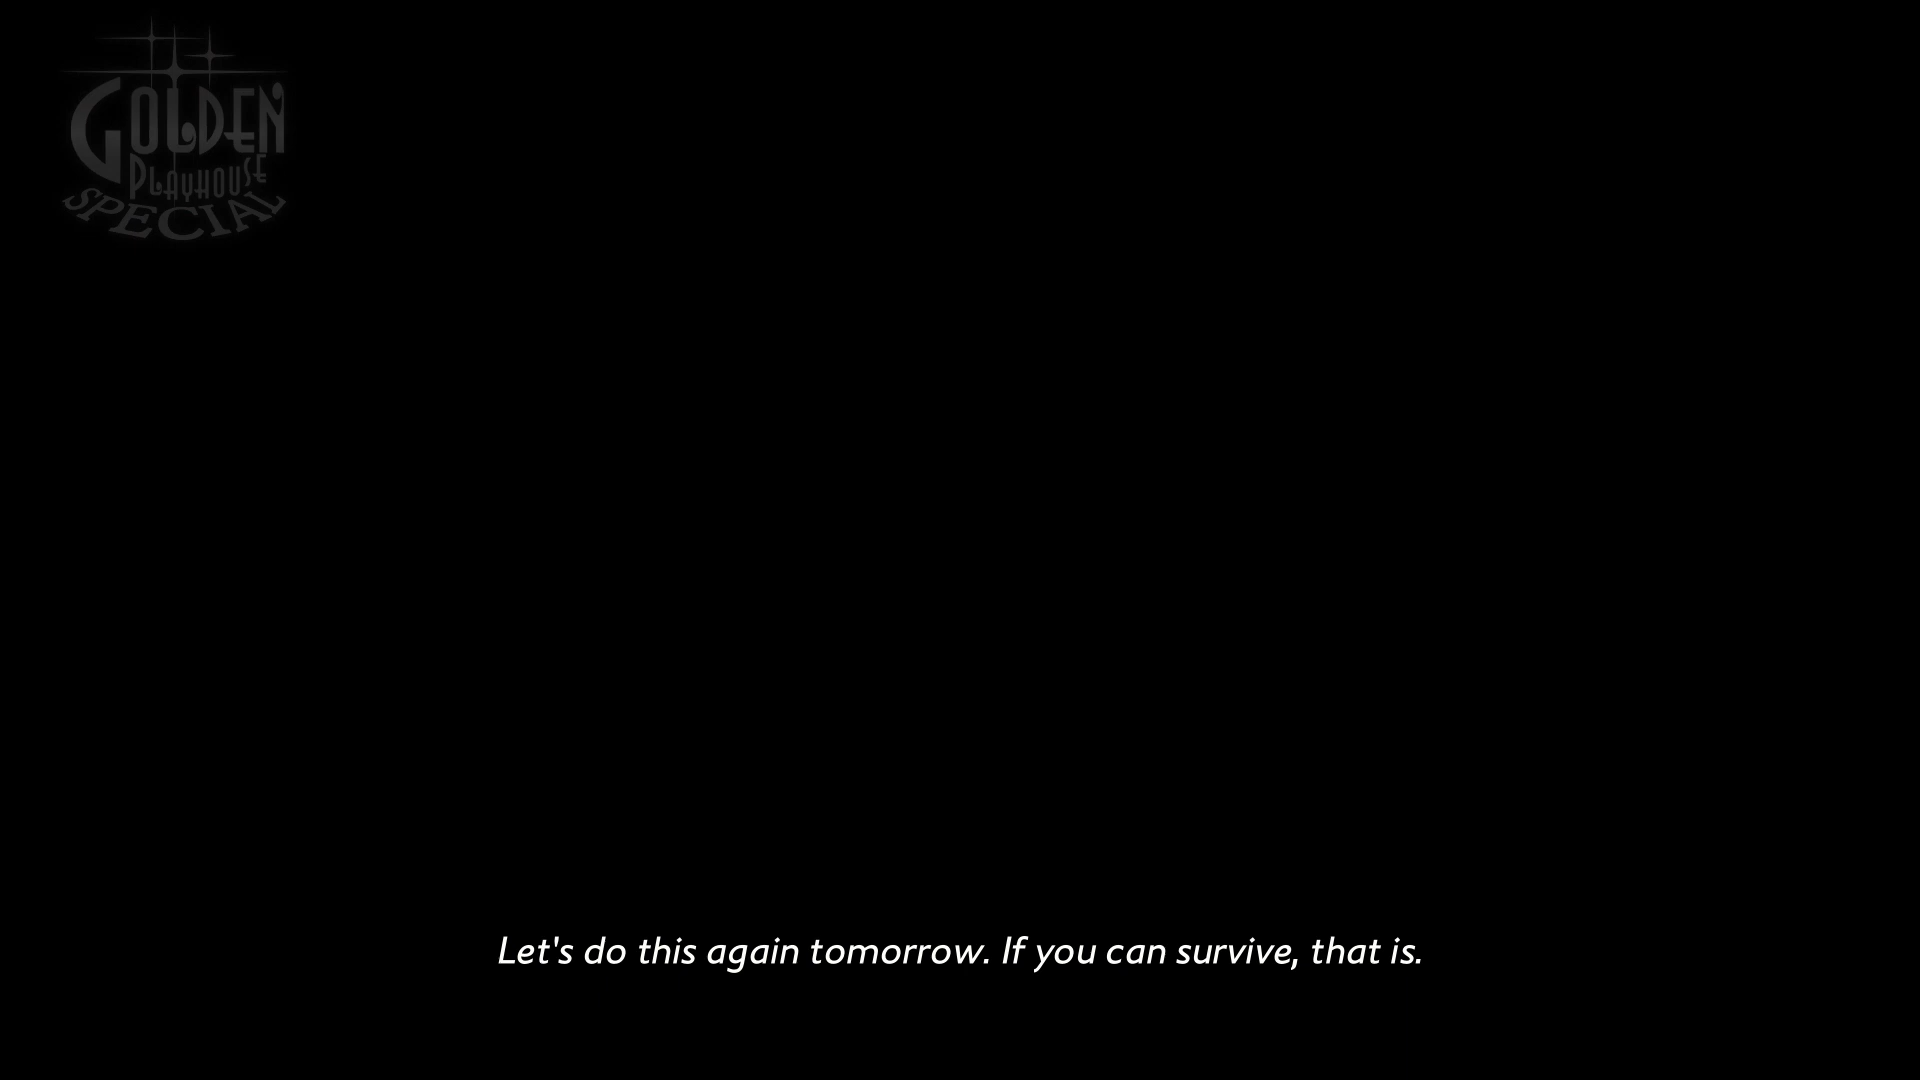 GOLDEN
PLAYHOUSE
SPECIAL
Let's do this again tomorrow. If you can survive, that is.